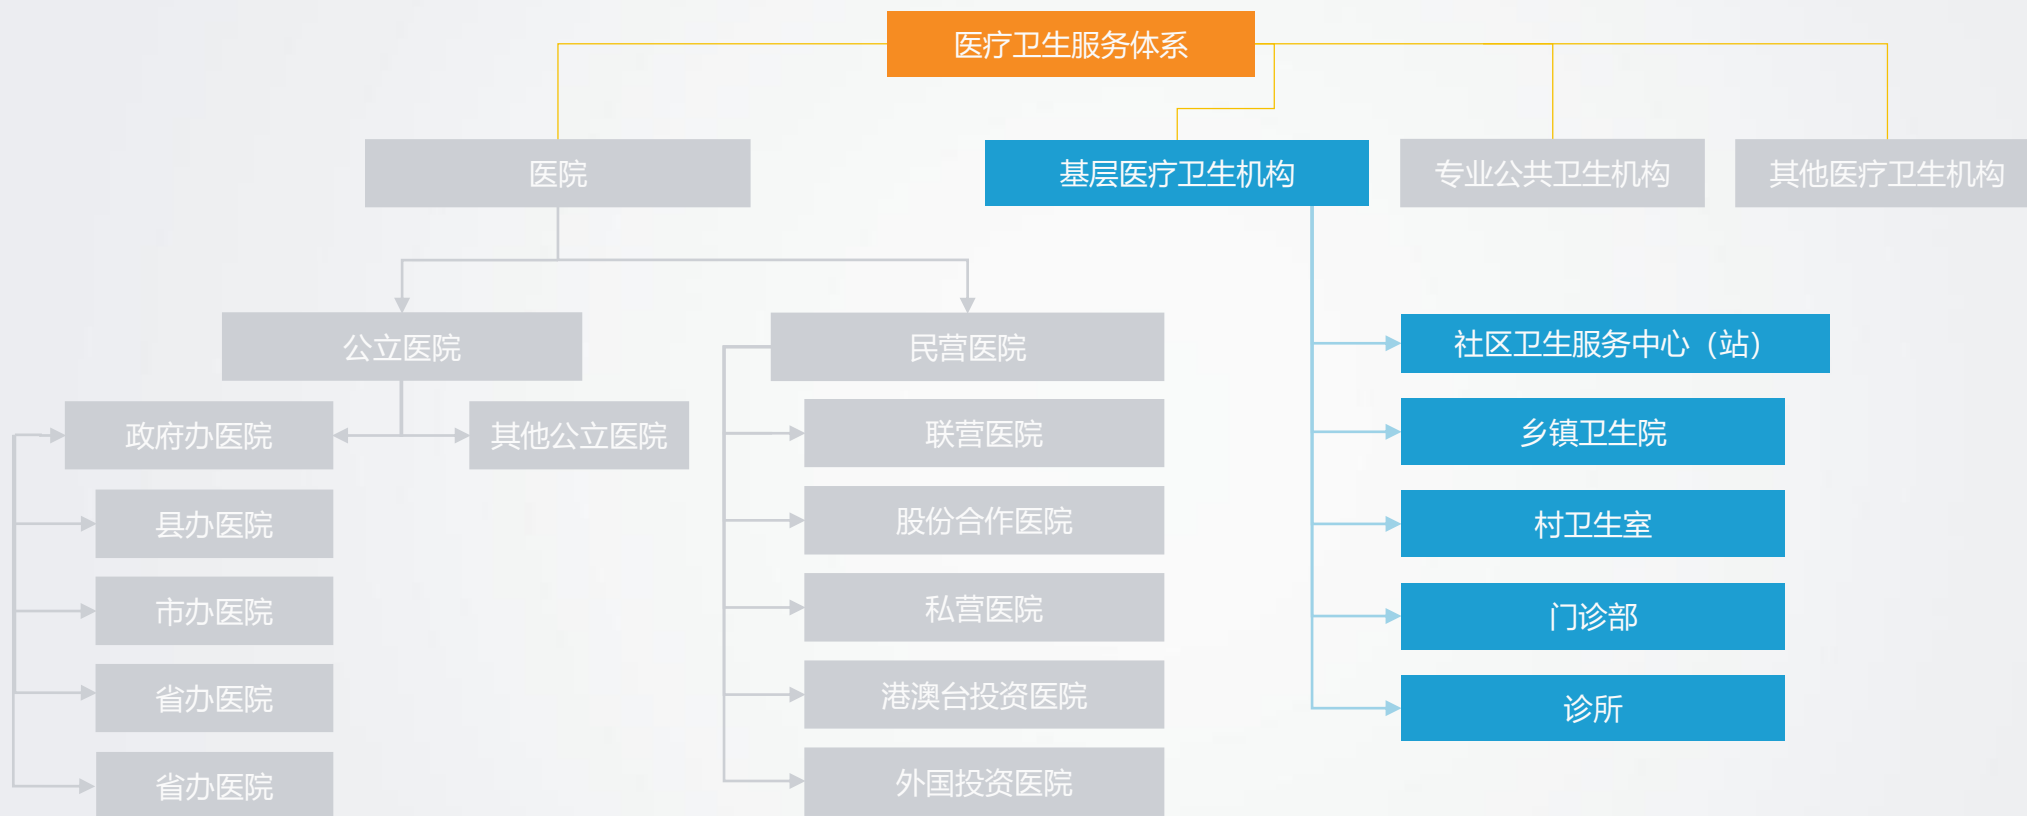 医疗卫生服务体系
医院
基层医疗卫生机构
专业公共卫生机构
其他医疗卫生机构
公立医院
民营医院
社区卫生服务中心（站）
政府办医院
其他公立医院
联营医院
乡镇卫生院
县办医院
股份合作医院
村卫生室
市办医院
私营医院
门诊部
省办医院
港澳台投资医院
诊所
省办医院
外国投资医院